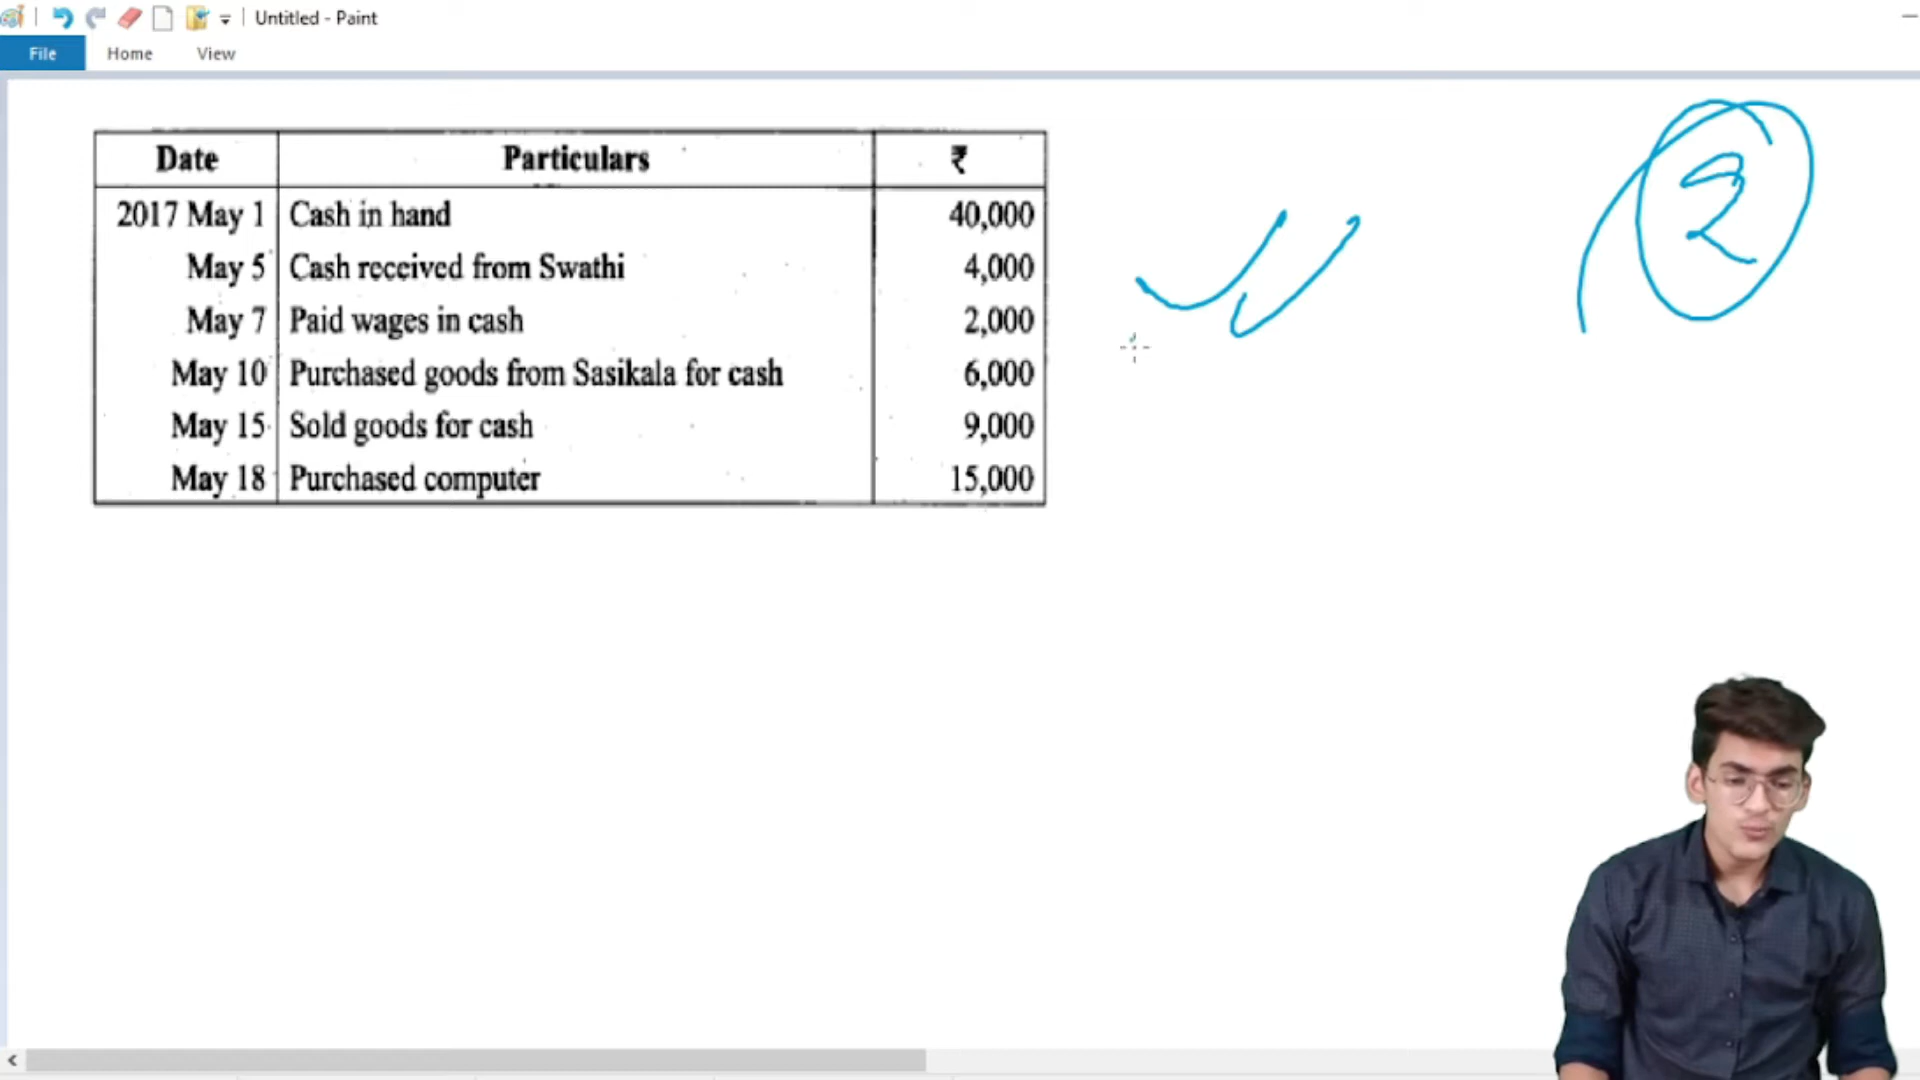 Untitled - Paint
File Home View
Date Particulars ₹
2017 May 1 Cash in hand 40,000
May 5 Cash received from Swathi 4,000
May 7 Paid wages in cash 2,000
May 10 Purchased goods from Sasikala for cash 6,000
May 15 Sold goods for cash 9,000
May 18 Purchased computer 15,000